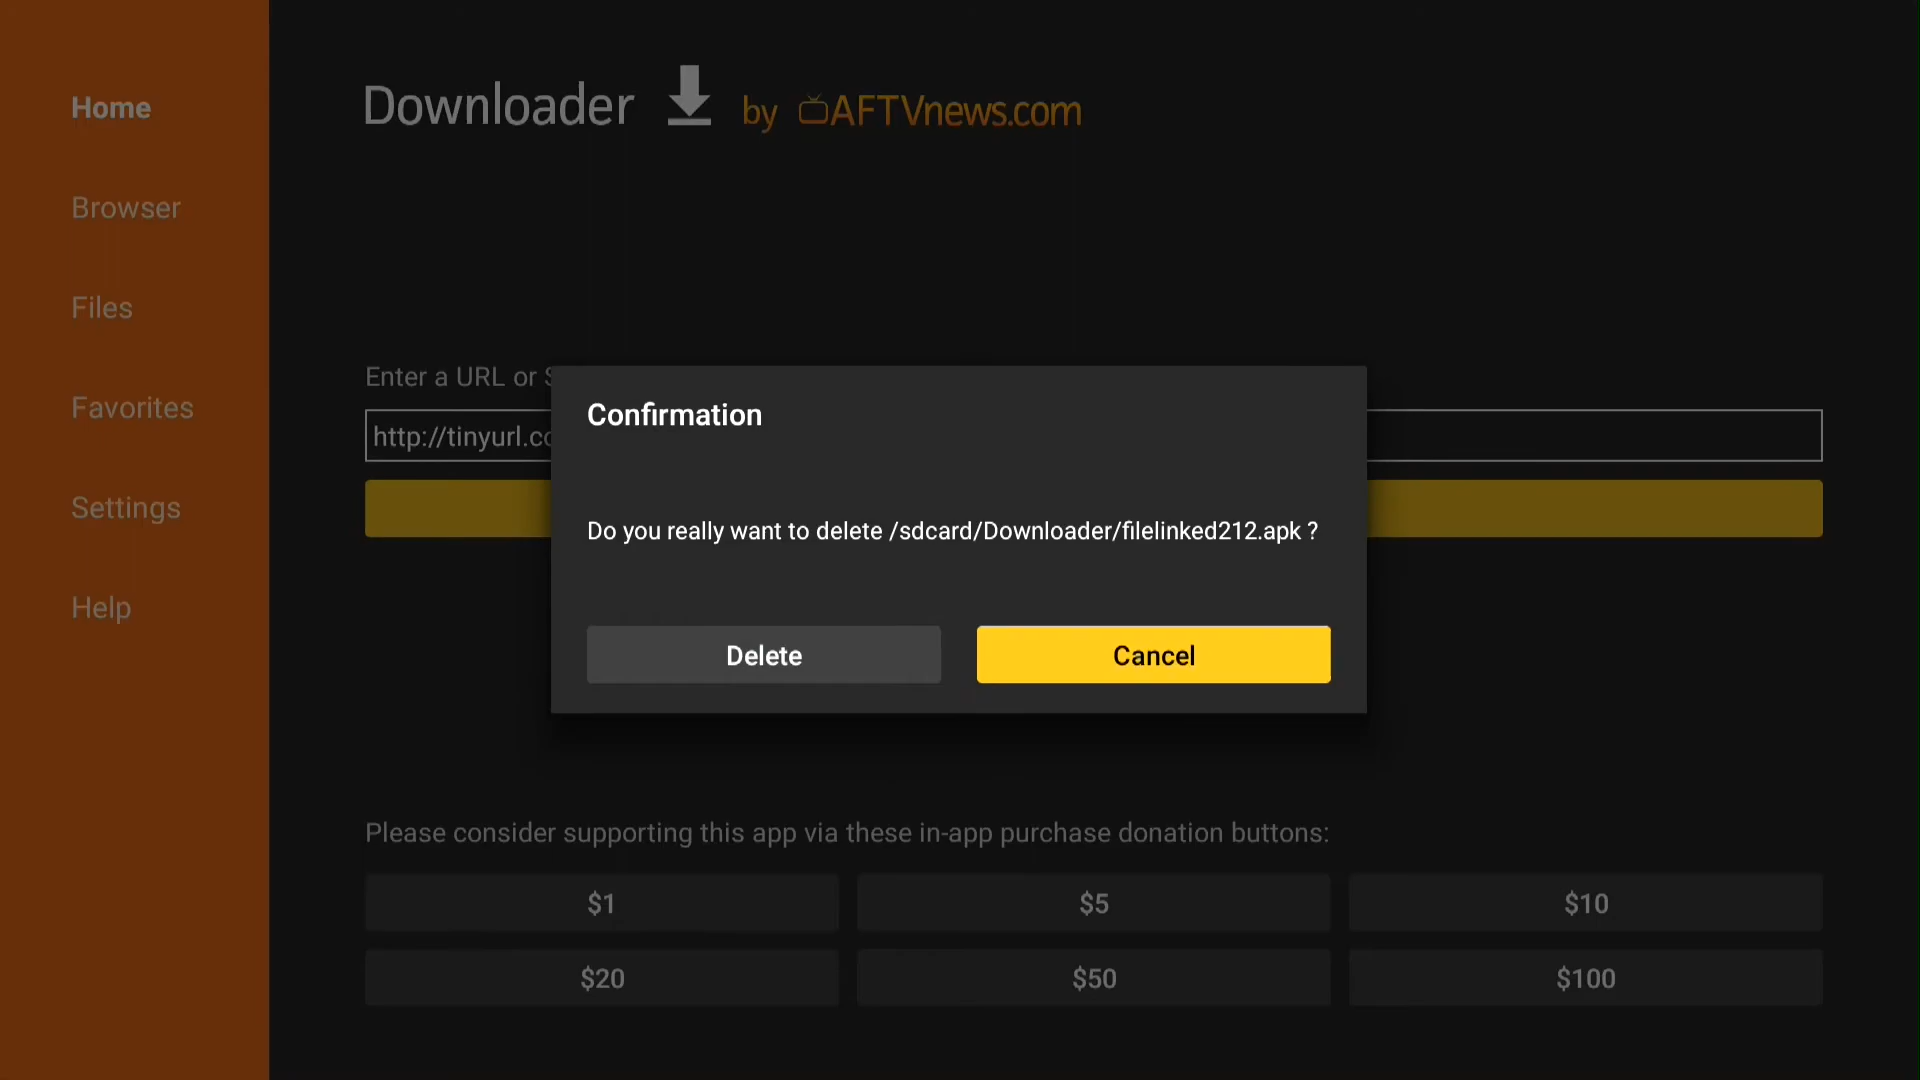 Home
Browser
Files
Favorites
Settings
Help
Downloader by AFTVnews.com
Enter a URL or
http://tinyurl.co
Confirmation
Do you really want to delete /sdcard/Downloader/filelinked212.apk ?
Delete Cancel
Please consider supporting this app via these in-app purchase donation buttons:
$1 $5 $10
$20 $50 $100